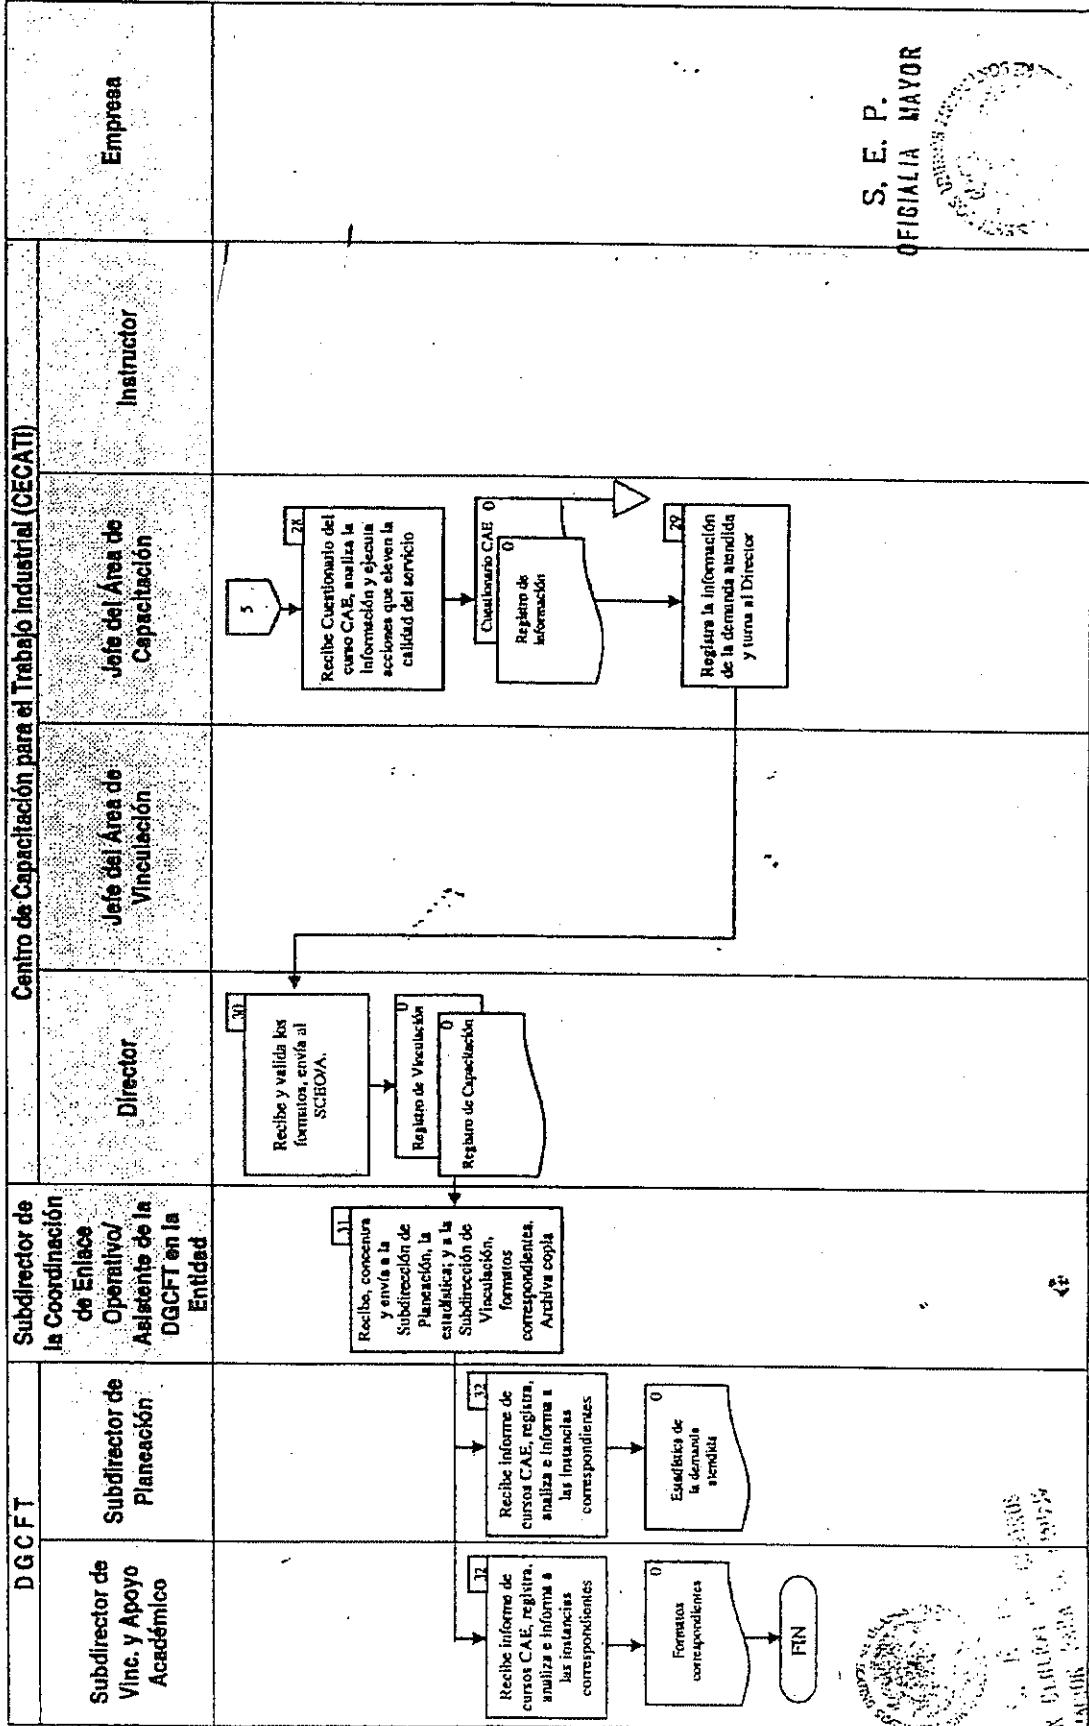 DGCFT
Subdirector de
Vinc. y Apoyo
Académico
Subdirector de
Planeación
Subdirector de
la Coordinación
de Enlace
Operativo/
Asistente de la
DGCFT en la
Entidad
Centro de Capacitación para el Trabajo Industrial (CECATI)
Director
Jefe del Área de
Vinculación
Jefe del Área de
Capacitación
Instructor
Empresa
5
28
Recibe Cuestionario del
curso CAE, analiza la
información y ejecuta
acciones que eleven la
calidad del servicio
Cuestionario CAE 0
0
Registro de
información
29
Registra la información
de la demanda atendida
y turna al Director
30
Recibe y valida los
formatos, envía al
SCEO/A.
0
Registro de Vinculación
0
Registro de Capacitación
31
Recibe, concentra
y envía a la
Subdirección de
Planeación, la
estadística; y a la
Subdirección de
Vinculación,
formatos
correspondientes.
Archiva copia
32
Recibe informe de
cursos CAE, registra,
analiza e informa a
las instancias
correspondientes
0
Estadística de
la demanda
atendida
32
Recibe informe de
cursos CAE, registra,
analiza e informa a
las instancias
correspondientes
0
Formatos
correspondientes
FIN
S. E. P.
OFICIALIA MAYOR